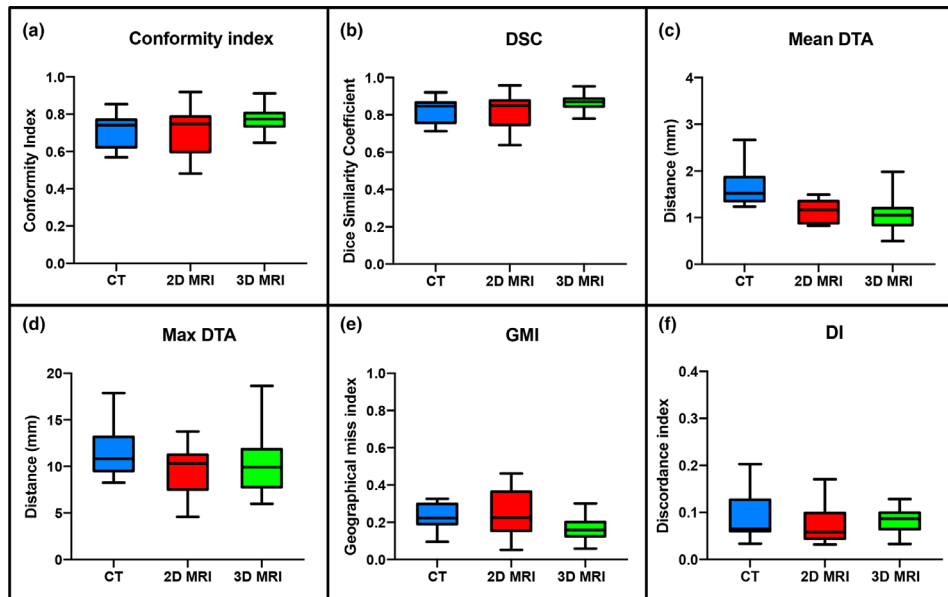 (a)
Conformity index
Conformity Index
1.0
0.8
0.6
0.4
0.2
0.0
CT 2D MRI 3D MRI
(b)
DSC
Dice Similarity Coefficient
1.0
0.8
0.6
0.4
0.2
0.0
CT 2D MRI 3D MRI
(c)
Mean DTA
Distance (mm)
4
3
2
1
0
CT 2D MRI 3D MRI
(d)
Max DTA
Distance (mm)
20
15
10
5
0
CT 2D MRI 3D MRI
(e)
GMI
Geographical miss index
1.0
0.8
0.6
0.4
0.2
0.0
CT 2D MRI 3D MRI
(f)
DI
Discordance index
0.4
0.3
0.2
0.1
0.0
CT 2D MRI 3D MRI